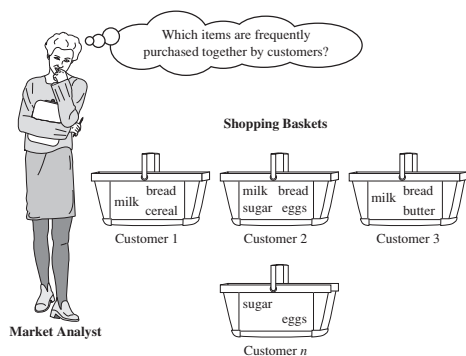 Which items are frequently
purchased together by customers?
Shopping Baskets
milk bread
cereal
Customer 1
milk bread
sugar eggs
Customer 2
milk bread
butter
Customer 3
sugar
eggs
Customer n
Market Analyst